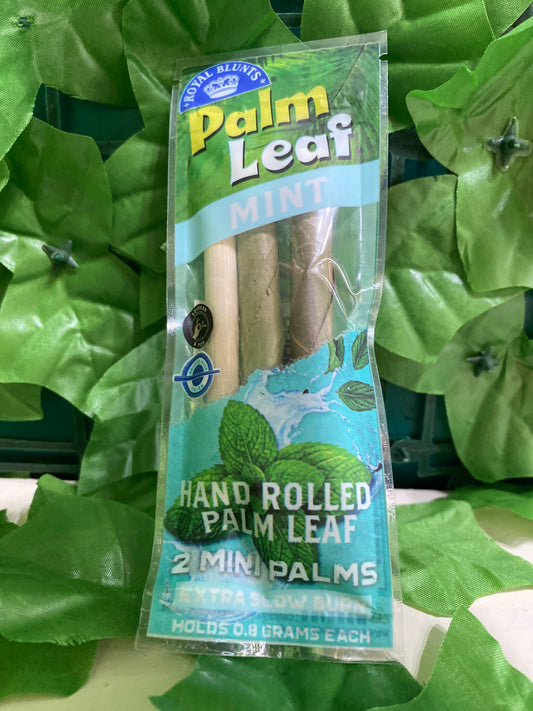 ROYAL BLUNTS
Palm
Leaf
MINT
HAND ROLLED
PALM LEAF
2 MINI PALMS
EXTRA SLOW BURN
HOLDS 0.8 GRAMS EACH